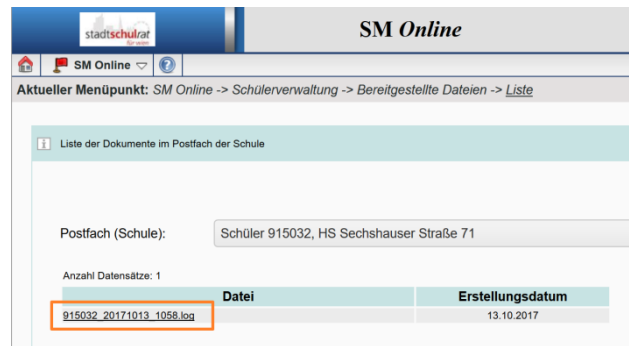 stadtschulrat
für wien
SM Online
SM Online
Aktueller Menüpunkt: SM Online -> Schülerverwaltung -> Bereitgestellte Dateien -> Liste
Liste der Dokumente im Postfach der Schule
Postfach (Schule): Schüler 915032, HS Sechshauser Straße 71
Anzahl Datensätze: 1
Datei Erstellungsdatum
915032_20171013_1058.log 13.10.2017